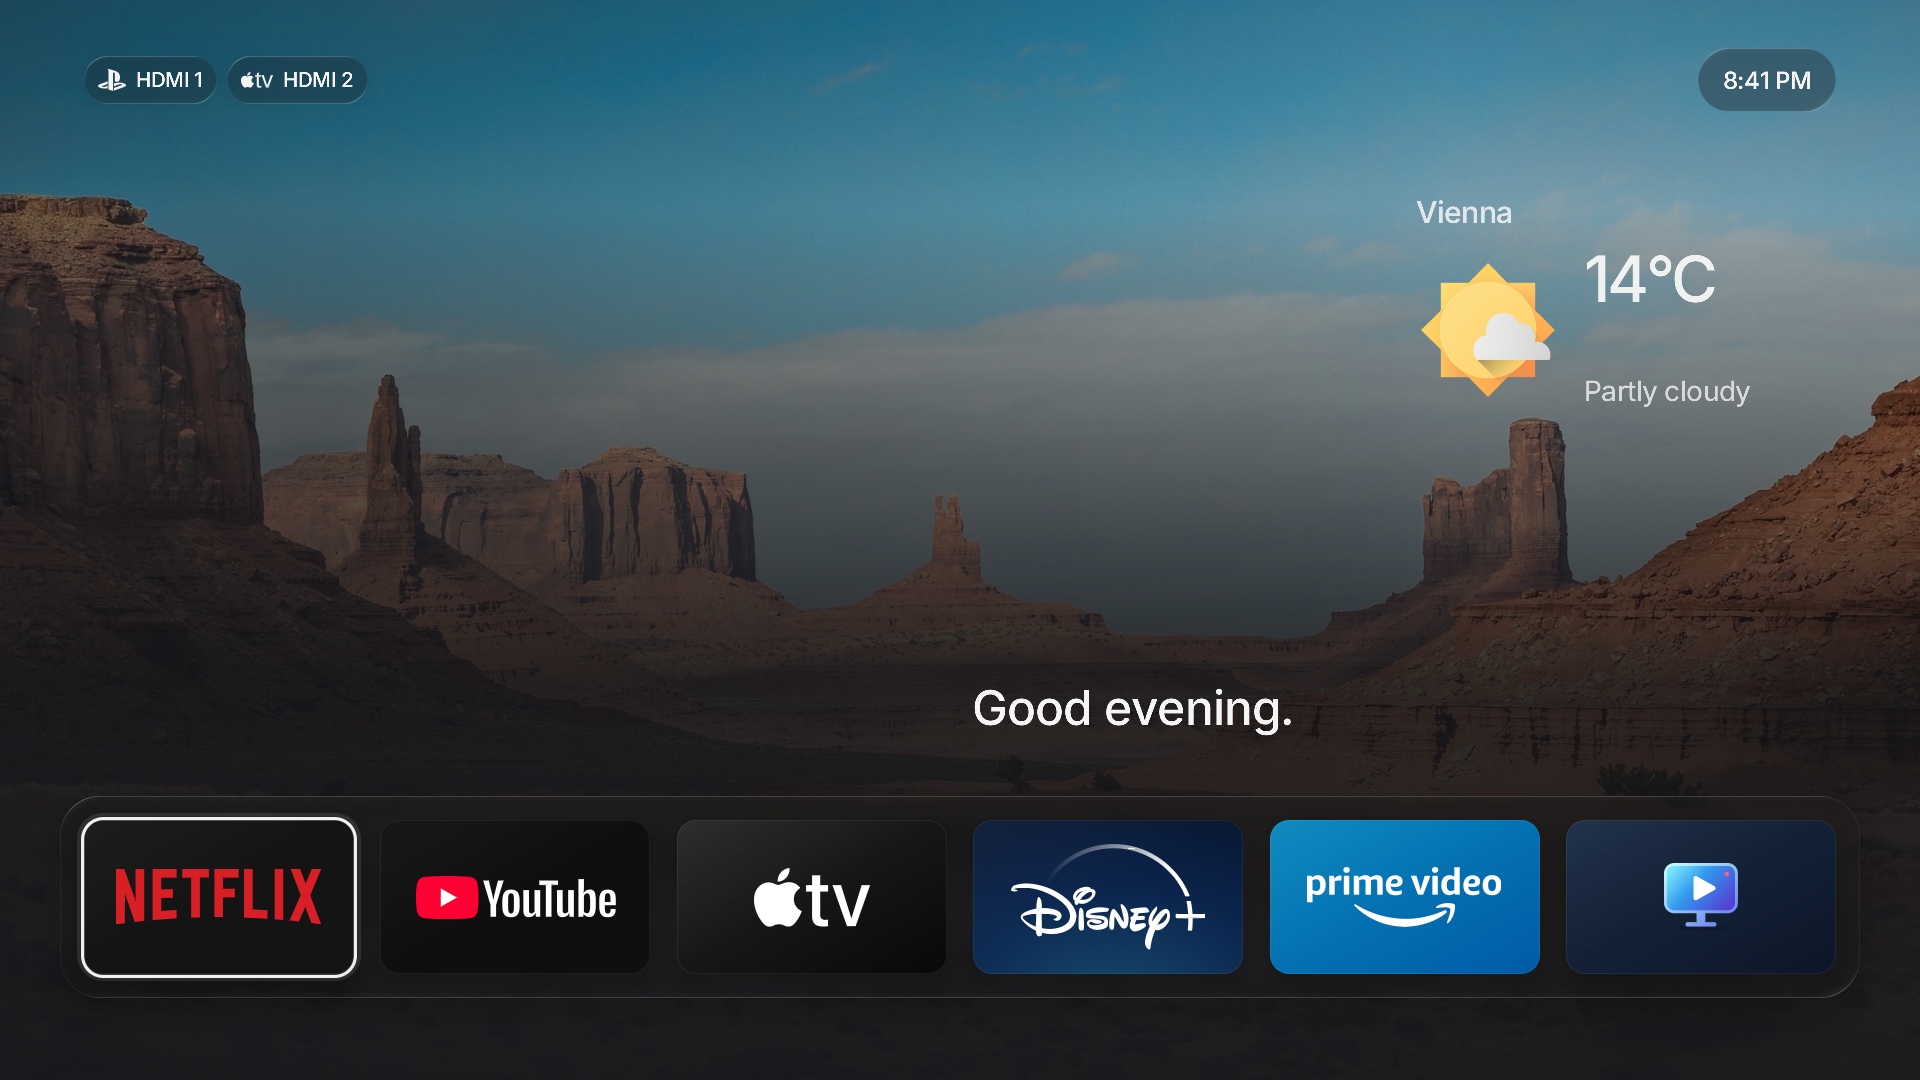 HDMI 1
tv HDMI 2
8:41 PM
Vienna
14°C
Partly cloudy
Good evening.
NETFLIX
YouTube
tv
Disney+
prime video